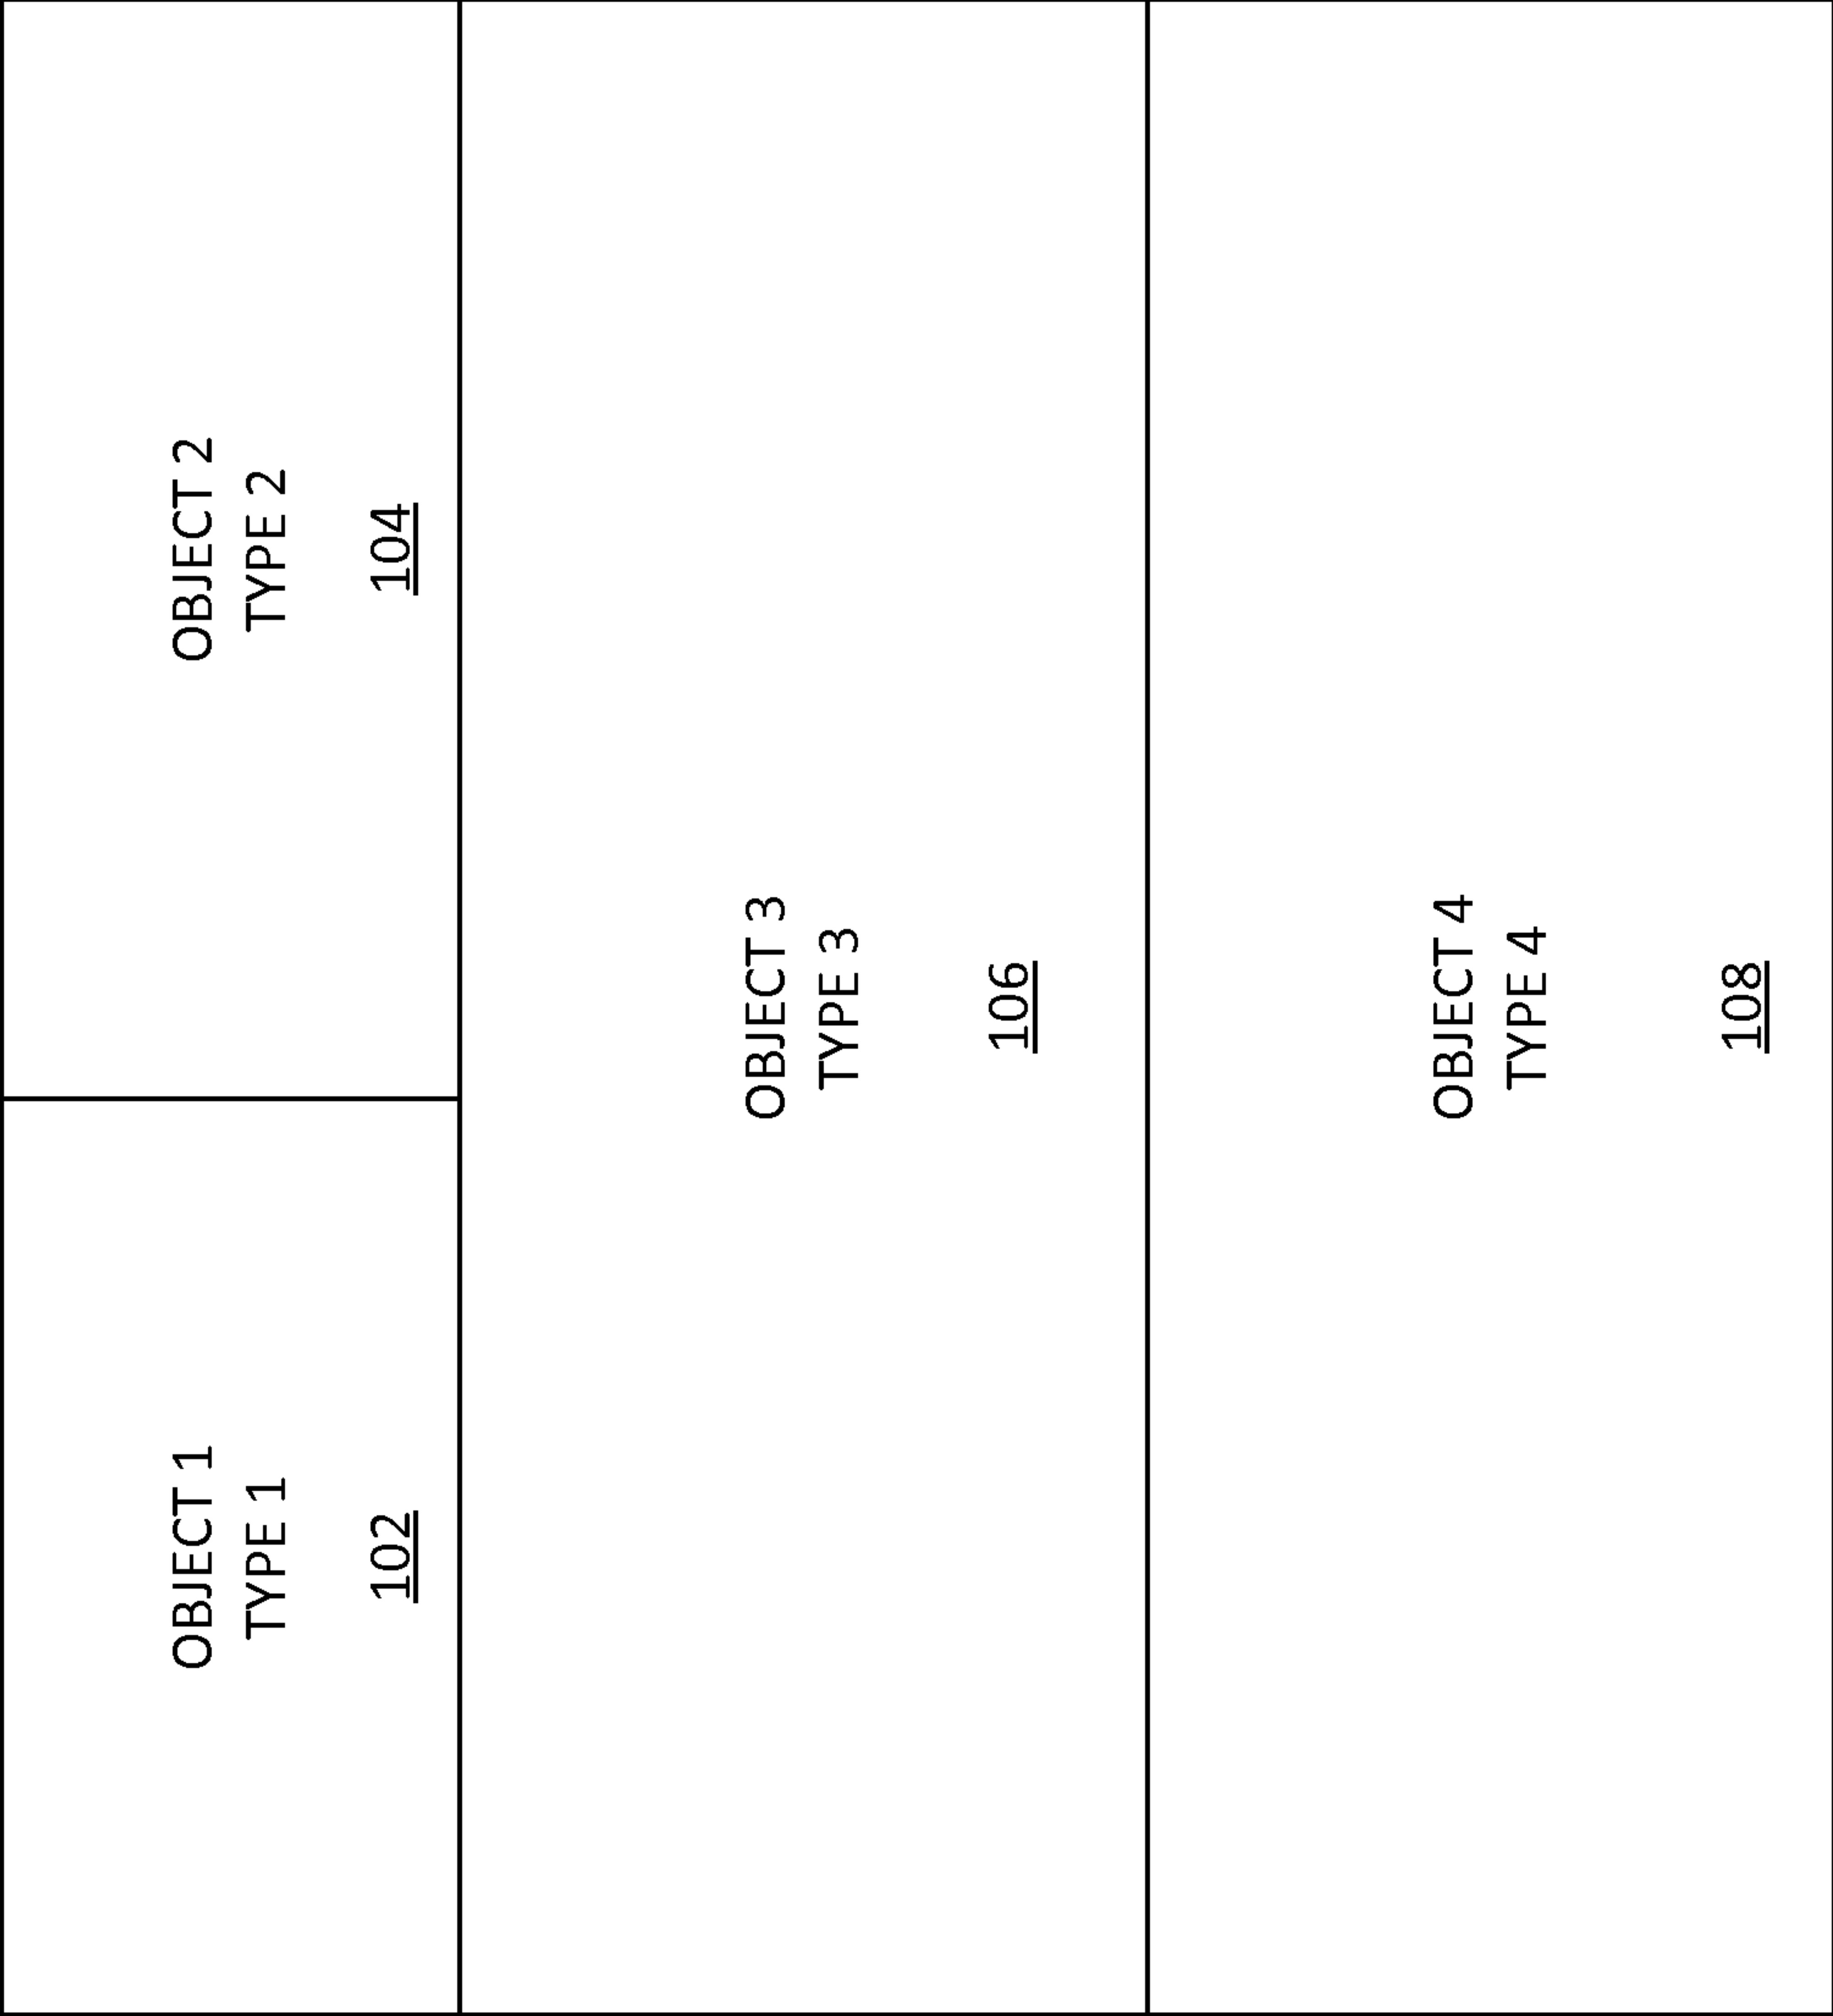 OBJECT 1
TYPE 1
102
OBJECT 2
TYPE 2
104
OBJECT 3
TYPE 3
106
OBJECT 4
TYPE 4
108